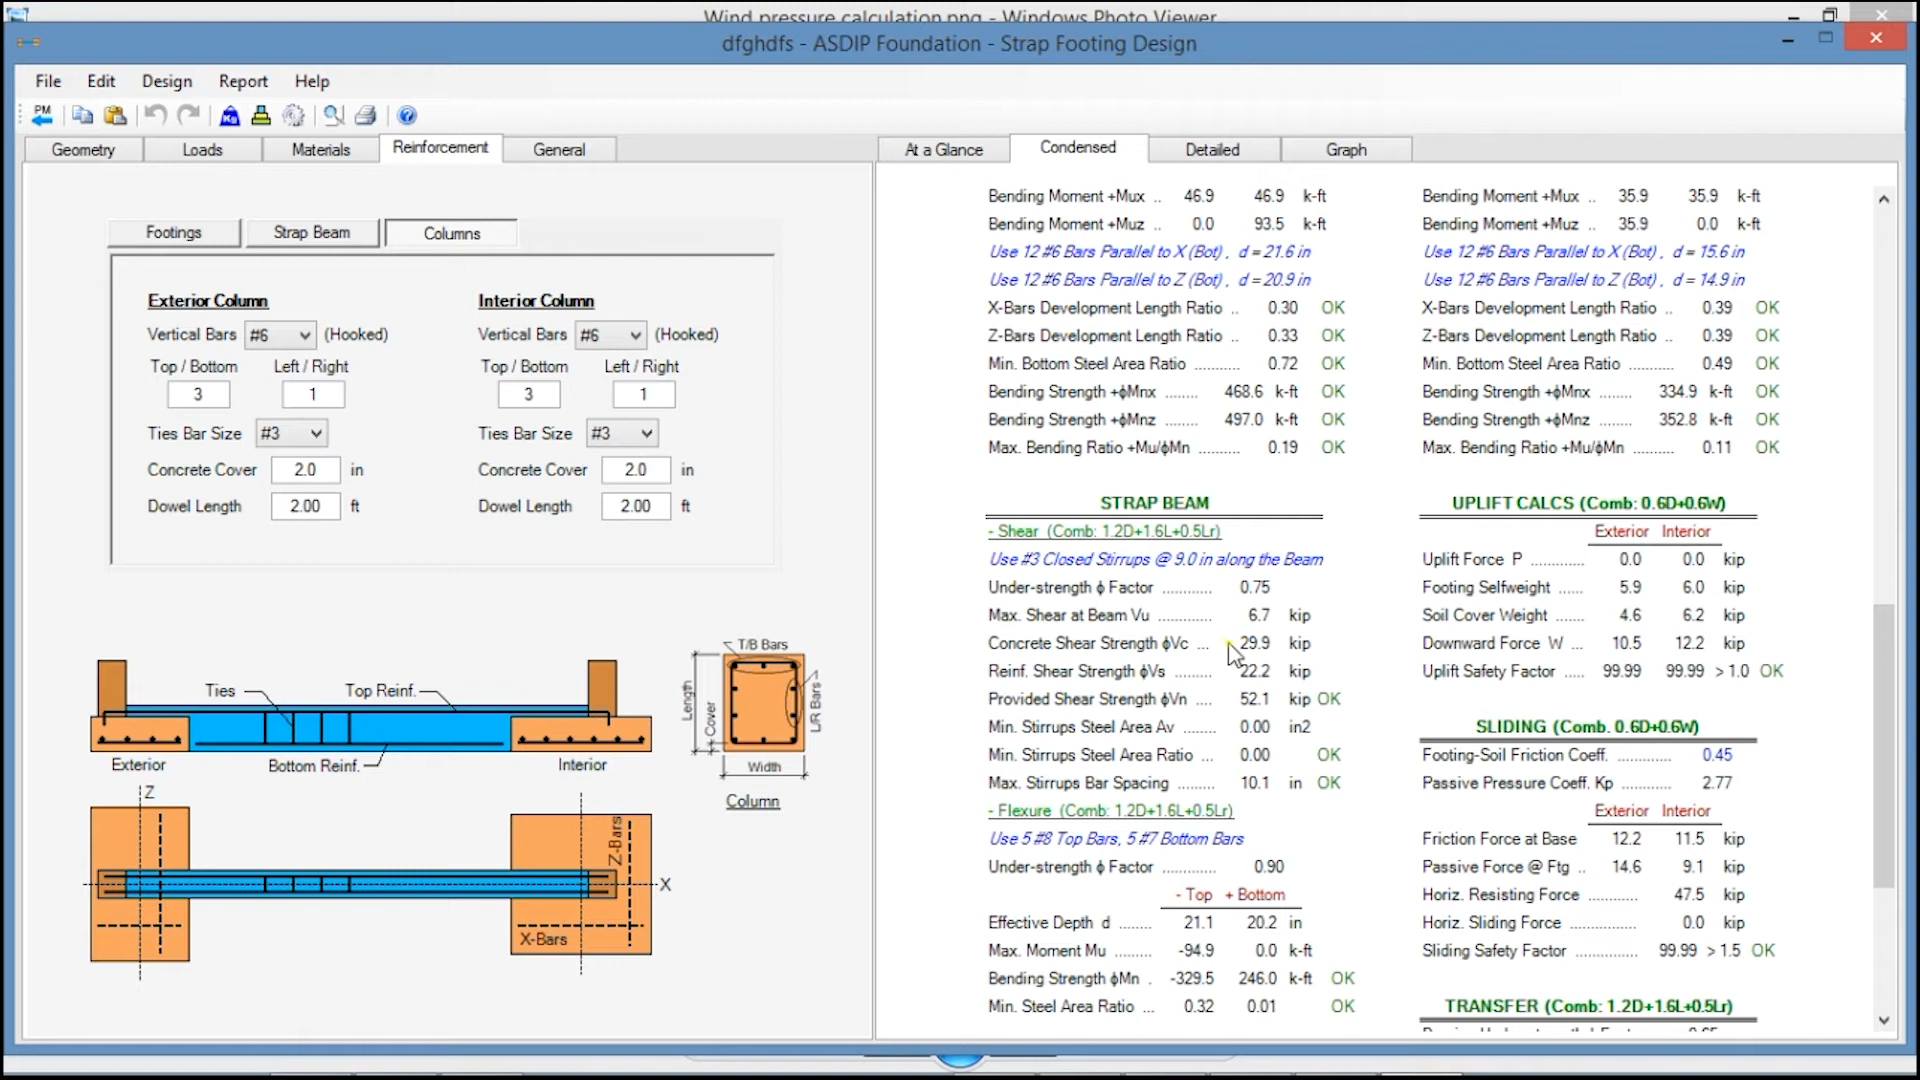 Wind pressure calculation.png - Windows Photo Viewer
dfghdfs - ASDIP Foundation - Strap Footing Design
File Edit Design Report Help
PM
Geometry Loads Materials Reinforcement General
Footings Strap Beam Columns
Exterior Column Interior Column
Vertical Bars #6 (Hooked) Vertical Bars #6 (Hooked)
Top / Bottom Left / Right Top / Bottom Left / Right
3 1 3 1
Ties Bar Size #3 Ties Bar Size #3
Concrete Cover 2.0 in Concrete Cover 2.0 in
Dowel Length 2.00 ft Dowel Length 2.00 ft
Ties Top Reinf.
Exterior Bottom Reinf. Interior
T/B Bars
Length
Cover
L/R Bars
Width
Column
Z
Z-Bars
X
X-Bars
At a Glance Condensed Detailed Graph
Bending Moment +Mux .. 46.9 46.9 k-ft
Bending Moment +Muz .. 0.0 93.5 k-ft
Use 12 #6 Bars Parallel to X (Bot) , d = 21.6 in
Use 12 #6 Bars Parallel to Z (Bot) , d = 20.9 in
X-Bars Development Length Ratio .. 0.30 OK
Z-Bars Development Length Ratio .. 0.33 OK
Min. Bottom Steel Area Ratio ........... 0.72 OK
Bending Strength +ϕMnx ........ 468.6 k-ft OK
Bending Strength +ϕMnz ........ 497.0 k-ft OK
Max. Bending Ratio +Mu/ϕMn .......... 0.19 OK
STRAP BEAM
- Shear (Comb: 1.2D+1.6L+0.5Lr)
Use #3 Closed Stirrups @ 9.0 in along the Beam
Under-strength ϕ Factor ............ 0.75
Max. Shear at Beam Vu ............ 6.7 kip
Concrete Shear Strength ϕVc ... 29.9 kip
Reinf. Shear Strength ϕVs ......... 22.2 kip
Provided Shear Strength ϕVn .... 52.1 kip OK
Min. Stirrups Steel Area Av ....... 0.00 in2
Min. Stirrups Steel Area Ratio ... 0.00 OK
Max. Stirrups Bar Spacing ......... 10.1 in OK
- Flexure (Comb: 1.2D+1.6L+0.5Lr)
Use 5 #8 Top Bars, 5 #7 Bottom Bars
Under-strength ϕ Factor ............ 0.90
- Top + Bottom
Effective Depth d ........ 21.1 20.2 in
Max. Moment Mu ......... -94.9 0.0 k-ft
Bending Strength ϕMn . -329.5 246.0 k-ft OK
Min. Steel Area Ratio ... 0.32 0.01 OK
Bending Moment +Mux .. 35.9 35.9 k-ft
Bending Moment +Muz .. 35.9 0.0 k-ft
Use 12 #6 Bars Parallel to X (Bot) , d = 15.6 in
Use 12 #6 Bars Parallel to Z (Bot) , d = 14.9 in
X-Bars Development Length Ratio .. 0.39 OK
Z-Bars Development Length Ratio .. 0.39 OK
Min. Bottom Steel Area Ratio ........... 0.49 OK
Bending Strength +ϕMnx ........ 334.9 k-ft OK
Bending Strength +ϕMnz ........ 352.8 k-ft OK
Max. Bending Ratio +Mu/ϕMn .......... 0.11 OK
UPLIFT CALCS (Comb: 0.6D+0.6W)
Exterior Interior
Uplift Force P ............. 0.0 0.0 kip
Footing Selfweight ...... 5.9 6.0 kip
Soil Cover Weight ...... 4.6 6.2 kip
Downward Force W ... 10.5 12.2 kip
Uplift Safety Factor ..... 99.99 99.99 > 1.0 OK
SLIDING (Comb. 0.6D+0.6W)
Footing-Soil Friction Coeff. ............. 0.45
Passive Pressure Coeff. Kp ............ 2.77
Exterior Interior
Friction Force at Base 12.2 11.5 kip
Passive Force @ Ftg .. 14.6 9.1 kip
Horiz. Resisting Force ............ 47.5 kip
Horiz. Sliding Force ................ 0.0 kip
Sliding Safety Factor ............... 99.99 > 1.5 OK
TRANSFER (Comb: 1.2D+1.6L+0.5Lr)